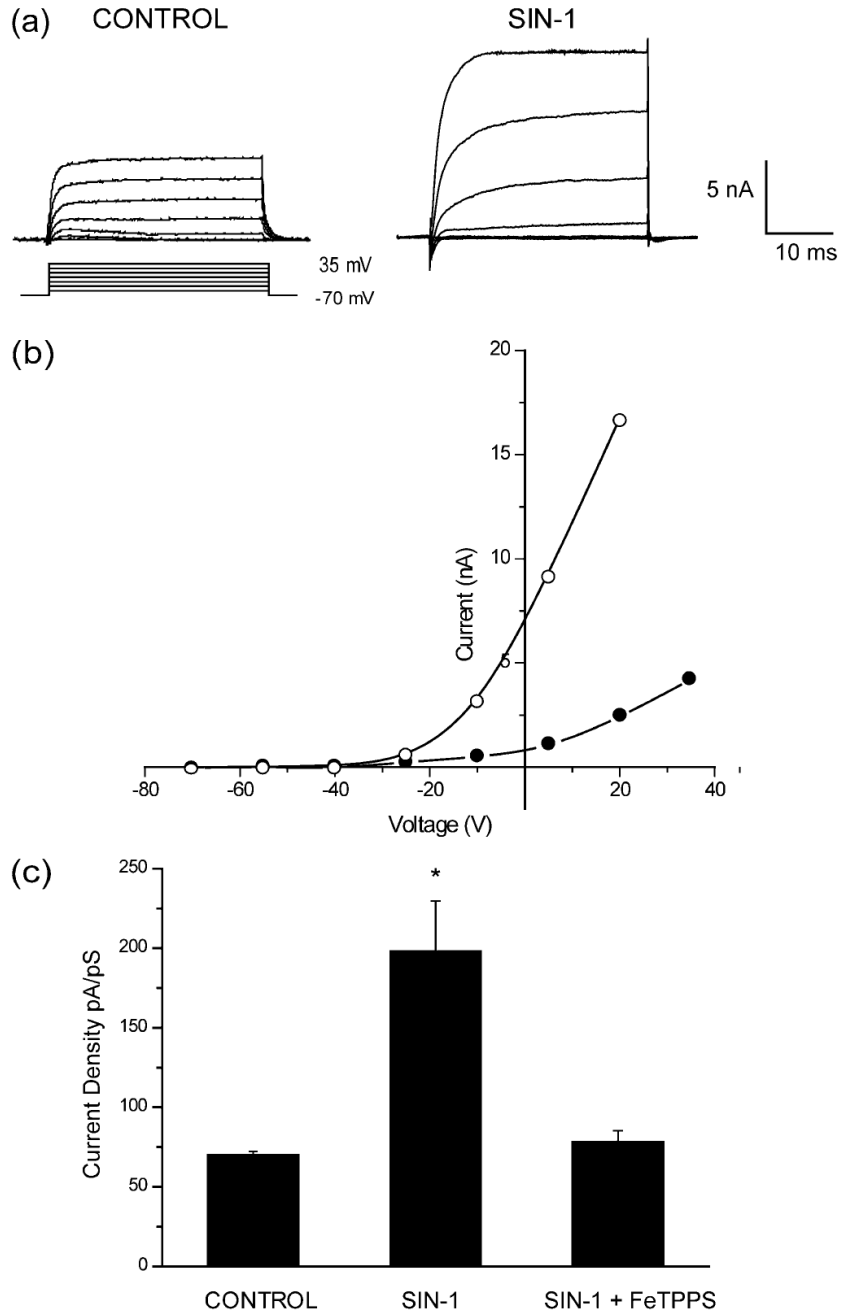 (a)
CONTROL
SIN-1
5 nA
10 ms
35 mV
-70 mV
(b)
20
15
10
5
Current (nA)
-80
-60
-40
-20
0
20
40
Voltage (V)
(c)
250
200
150
100
50
0
Current Density pA/pS
*
CONTROL
SIN-1
SIN-1 + FeTPPS